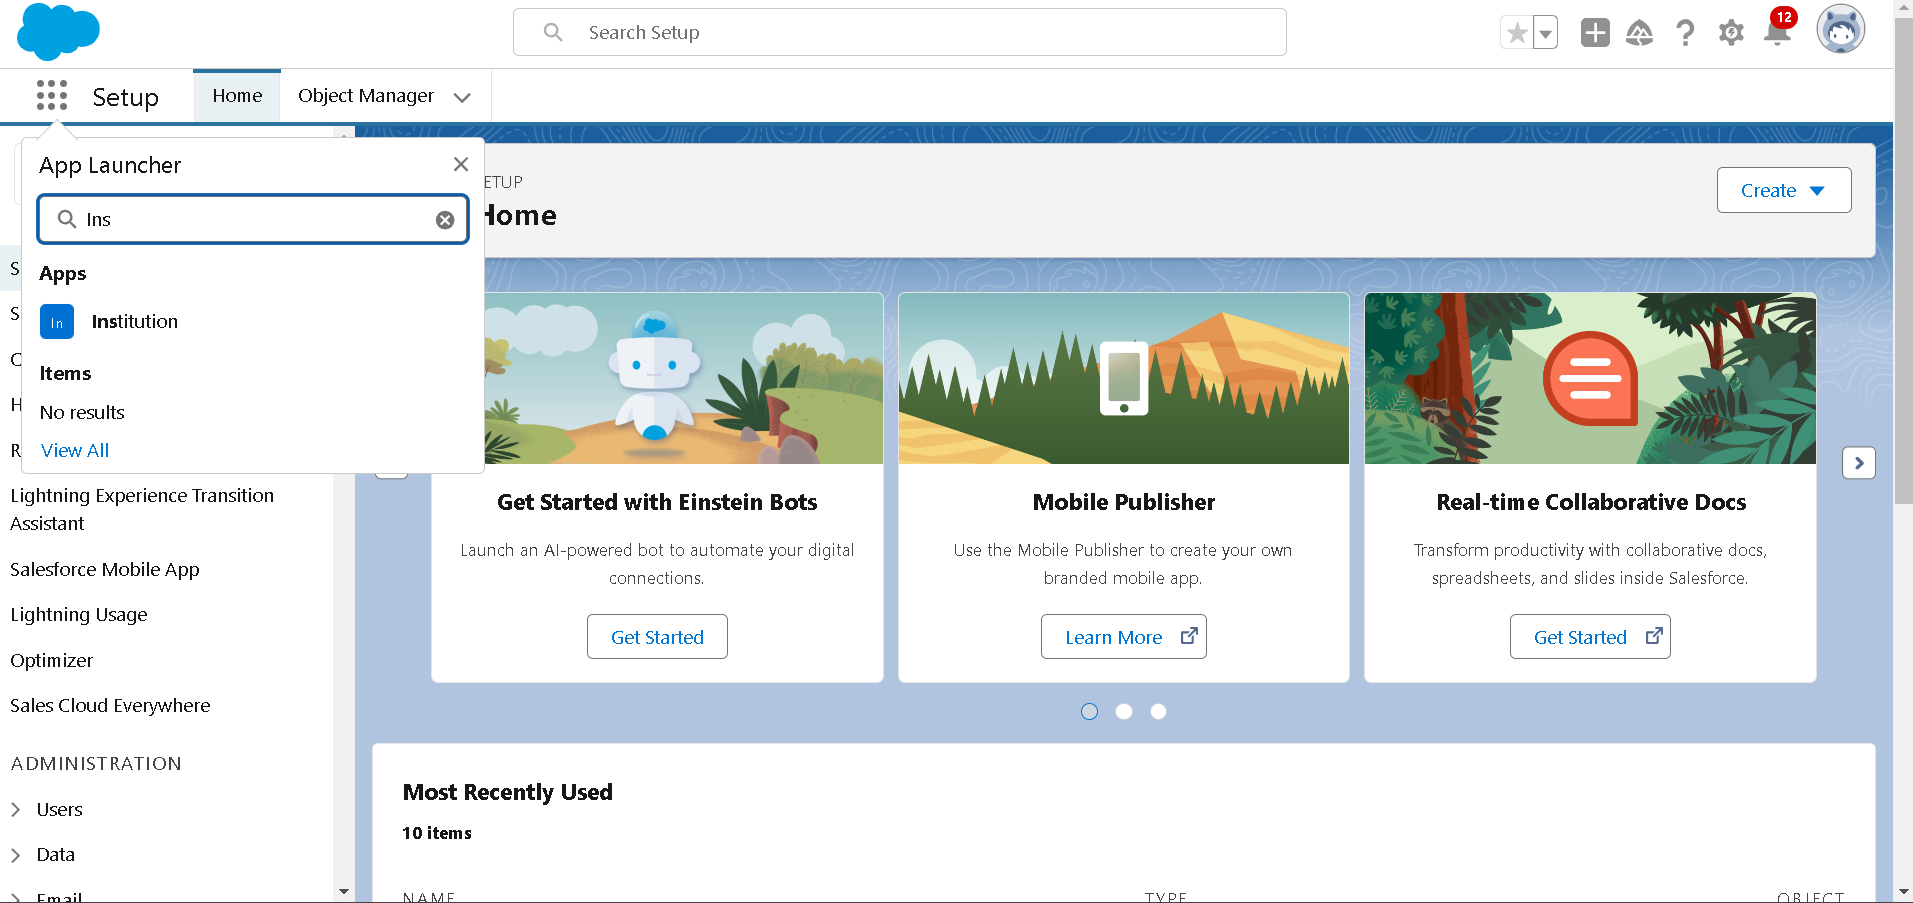 Search Setup
12
Setup
Home
Object Manager
App Launcher
Ins
Apps
In
Institution
Items
No results
View All
S
S
C
H
R
Lightning Experience Transition
Assistant
Salesforce Mobile App
Lightning Usage
Optimizer
Sales Cloud Everywhere
ADMINISTRATION
Users
Data
Email
ETUP
Home
Create
Get Started with Einstein Bots
Launch an AI-powered bot to automate your digital
connections.
Get Started
Mobile Publisher
Use the Mobile Publisher to create your own
branded mobile app.
Learn More
Real-time Collaborative Docs
Transform productivity with collaborative docs,
spreadsheets, and slides inside Salesforce.
Get Started
Most Recently Used
10 items
NAME
TYPE
OBJECT